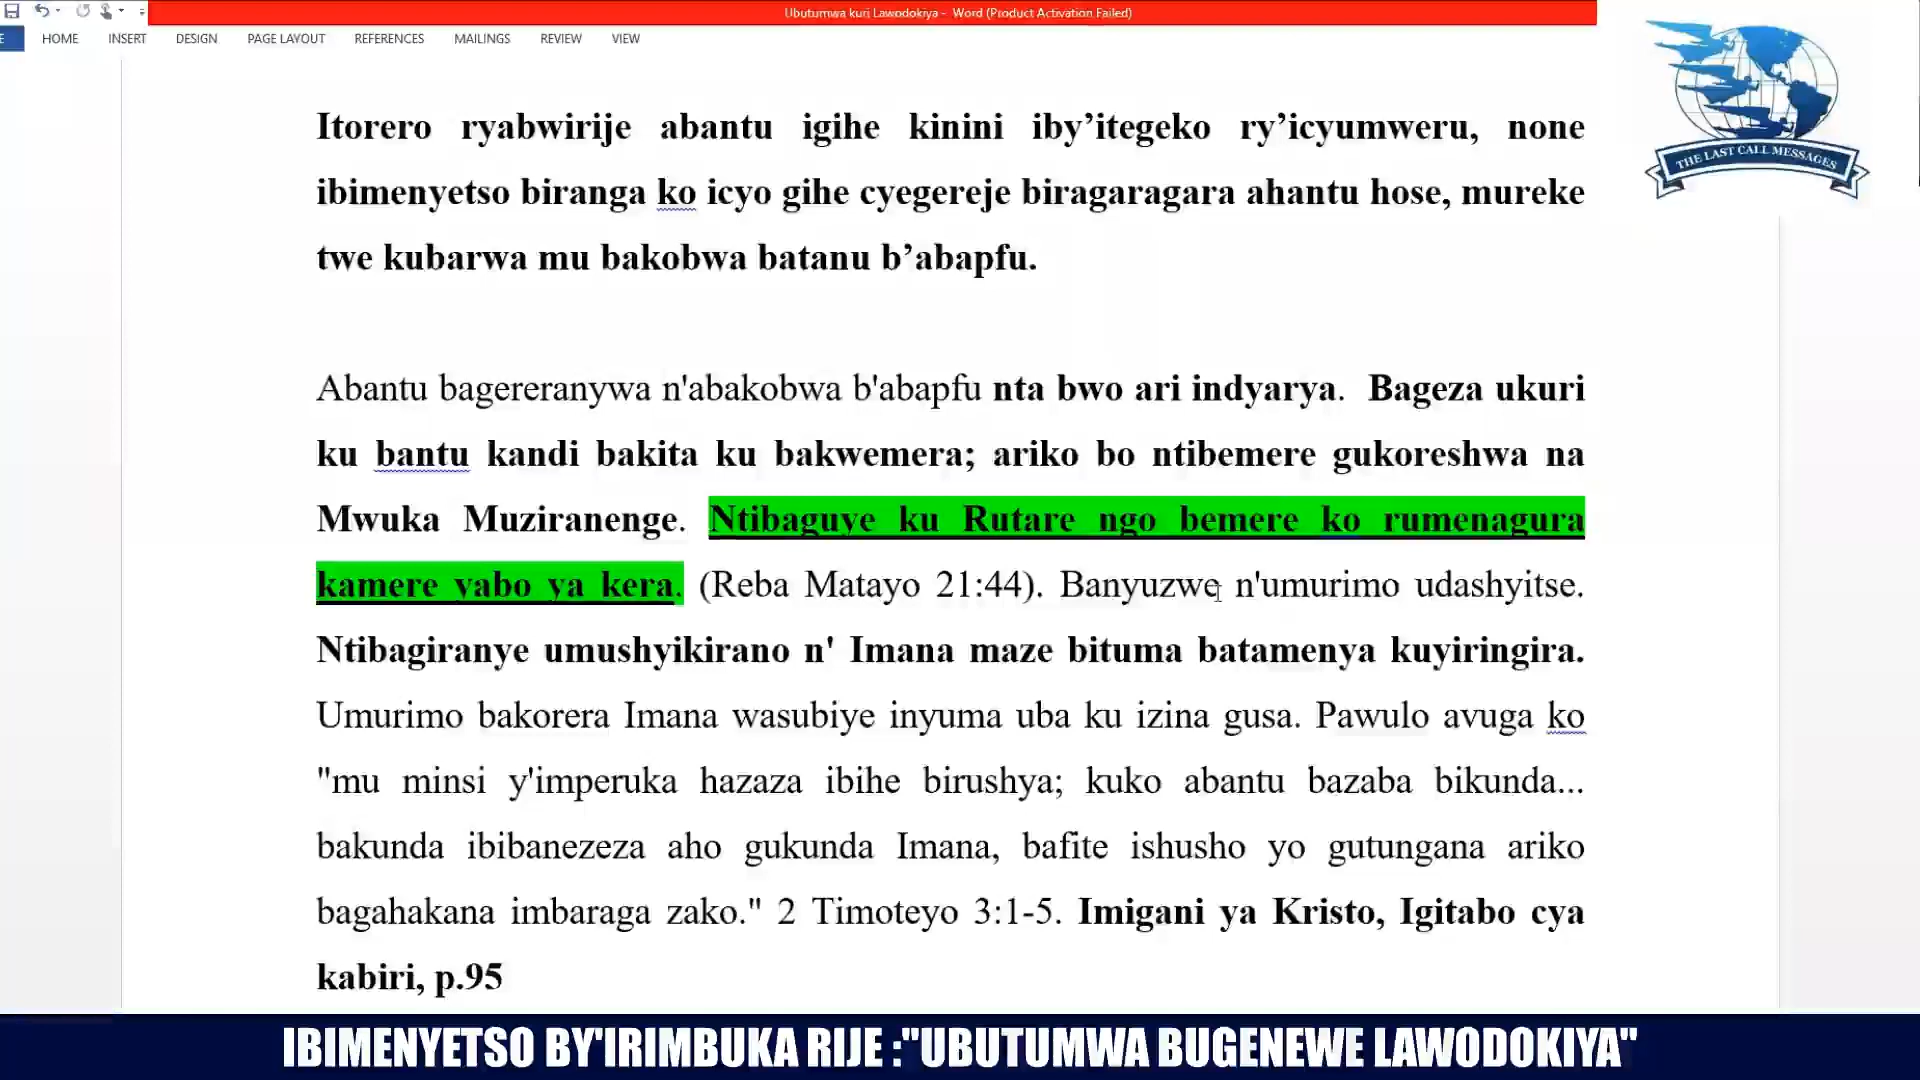 Ubutumwa kuri Lawodokiya - Word (Product Activation Failed)
HOME INSERT DESIGN PAGE LAYOUT REFERENCES MAILINGS REVIEW VIEW
THE LAST CALL MESSAGES
Itorero ryabwirije abantu igihe kinini iby’itegeko ry’icyumweru, none
ibimenyetso biranga ko icyo gihe cyegereje biragaragara ahantu hose, mureke
twe kubarwa mu bakobwa batanu b’abapfu.
Abantu bagereranywa n'abakobwa b'abapfu nta bwo ari indyarya. Bageza ukuri
ku bantu kandi bakita ku bakwemera; ariko bo ntibemere gukoreshwa na
Mwuka Muziranenge. Ntibaguye ku Rutare ngo bemere ko rumenagura
kamere yabo ya kera. (Reba Matayo 21:44). Banyuzwe n'umurimo udashyitse.
Ntibagiranye umushyikirano n' Imana maze bituma batamenya kuyiringira.
Umurimo bakorera Imana wasubiye inyuma uba ku izina gusa. Pawulo avuga ko
"mu minsi y'imperuka hazaza ibihe birushya; kuko abantu bazaba bikunda...
bakunda ibibanezeza aho gukunda Imana, bafite ishusho yo gutungana ariko
bagahakana imbaraga zako." 2 Timoteyo 3:1-5. Imigani ya Kristo, Igitabo cya
kabiri, p.95
IBIMENYETSO BY'IRIMBUKA RIJE :"UBUTUMWA BUGENEWE LAWODOKIYA"